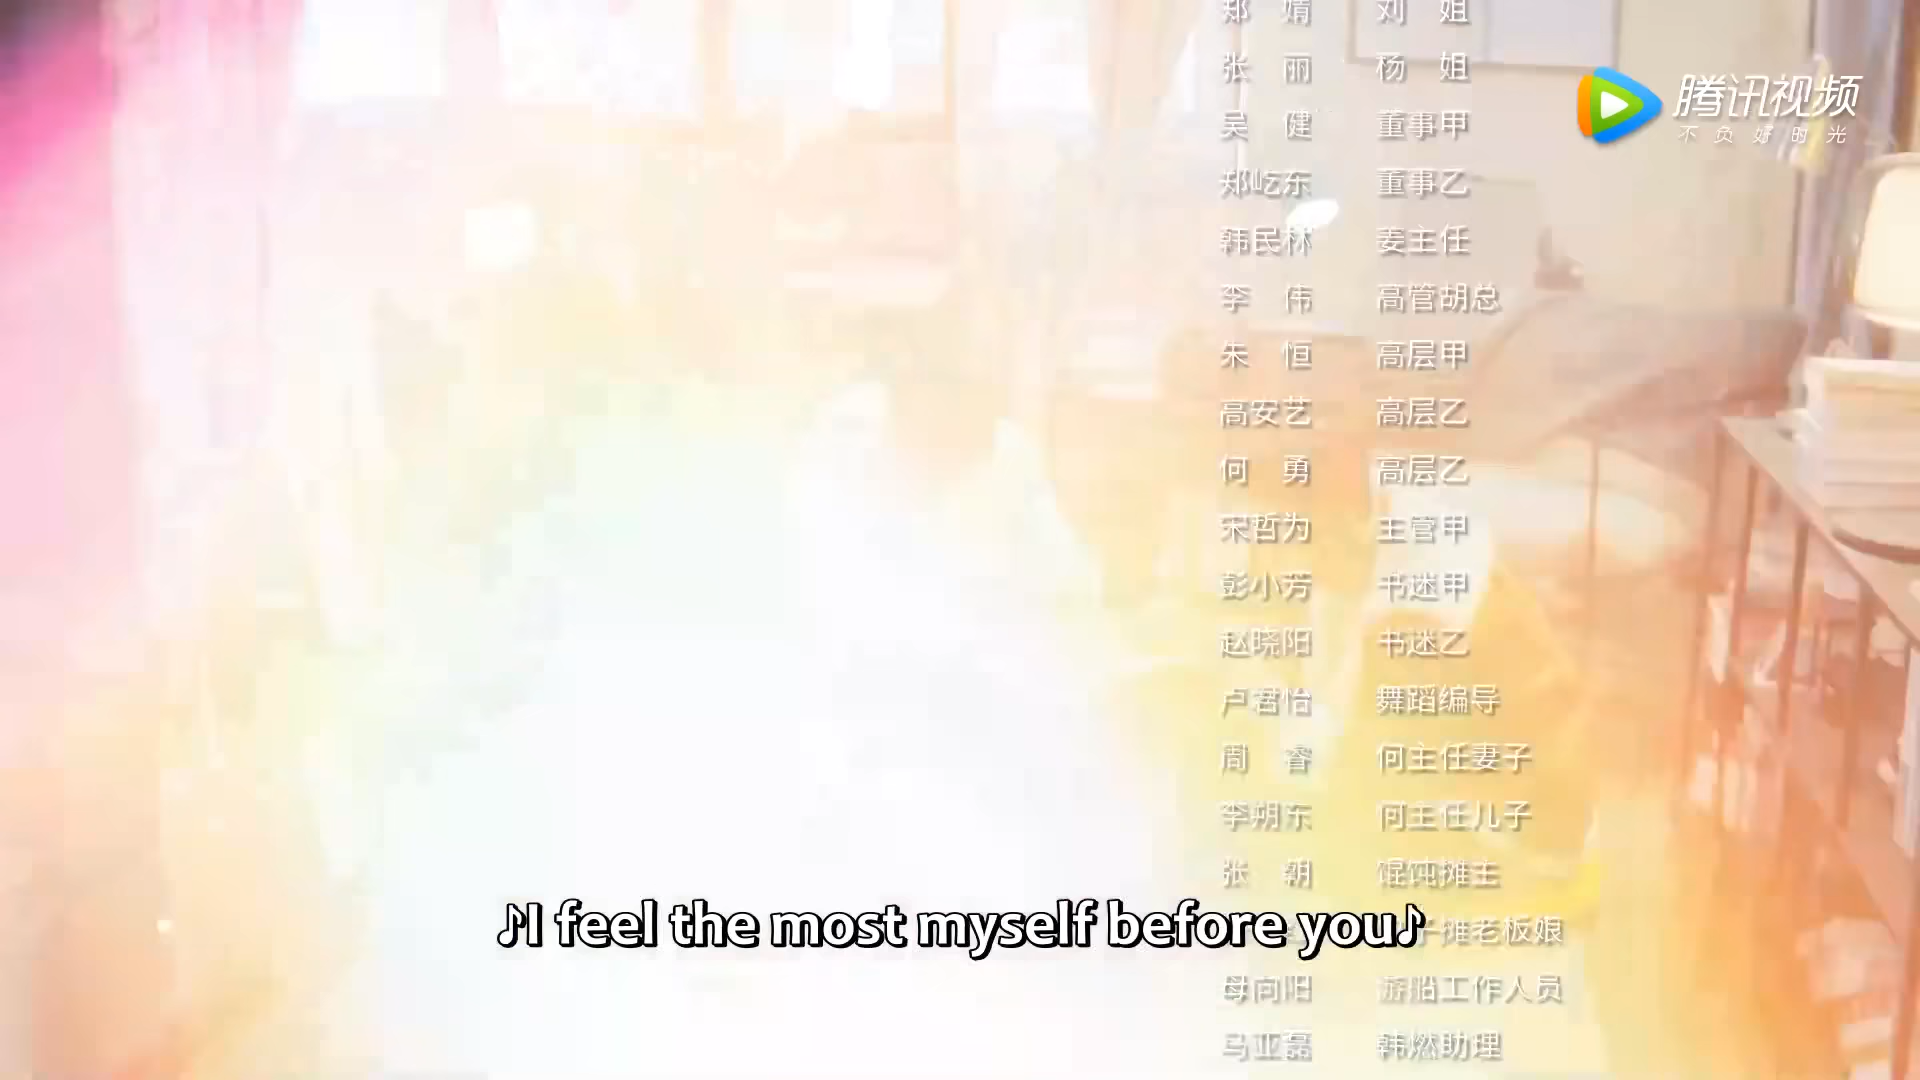 郑 婧 刘 姐
张 丽 杨 姐
腾讯视频
不负好时光
吴 健 董事甲
郑屹东 董事乙
韩民林 姜主任
李 伟 高管胡总
朱 恒 高层甲
高安艺 高层乙
何 勇 高层乙
宋哲为 主管甲
彭小芳 书迷甲
赵晓阳 书迷乙
卢君怡 舞蹈编导
周 睿 何主任妻子
李朔东 何主任儿子
张 朝 馄饨摊主
♪I feel the most myself before you♪
摊老板娘
母向阳 游船工作人员
马亚磊 韩燃助理